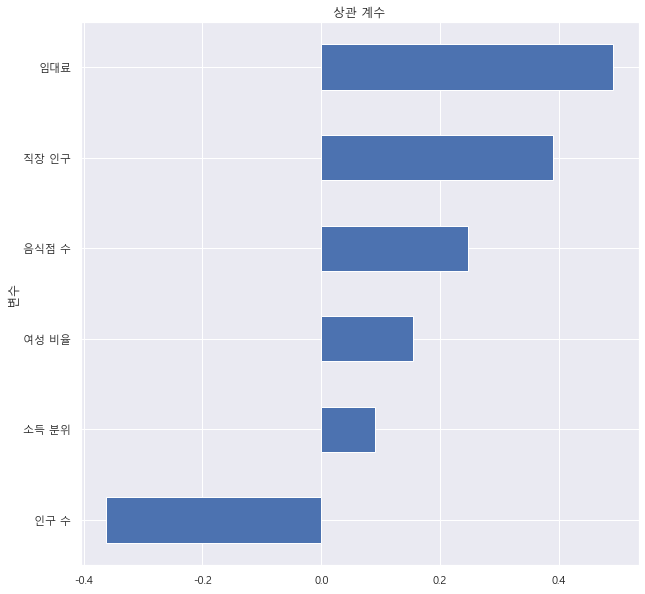 상관 계수
임대료
직장 인구
음식점 수
여성 비율
소득 분위
인구 수
변수
-0.4 -0.2 0.0 0.2 0.4